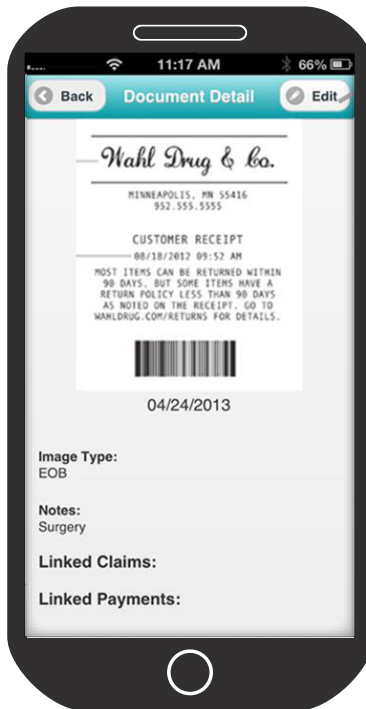 11:17 AM 66%
Back Document Detail Edit
Wahl Drug & Co.
MINNEAPOLIS, MN 55416
952.555.5555
CUSTOMER RECEIPT
08/18/2012 09:52 AM
MOST ITEMS CAN BE RETURNED WITHIN
90 DAYS, BUT SOME ITEMS HAVE A
RETURN POLICY LESS THAN 90 DAYS
AS NOTED ON THE RECEIPT. GO TO
WAHLDRUG.COM/RETURNS FOR DETAILS.
04/24/2013
Image Type:
EOB
Notes:
Surgery
Linked Claims:
Linked Payments: